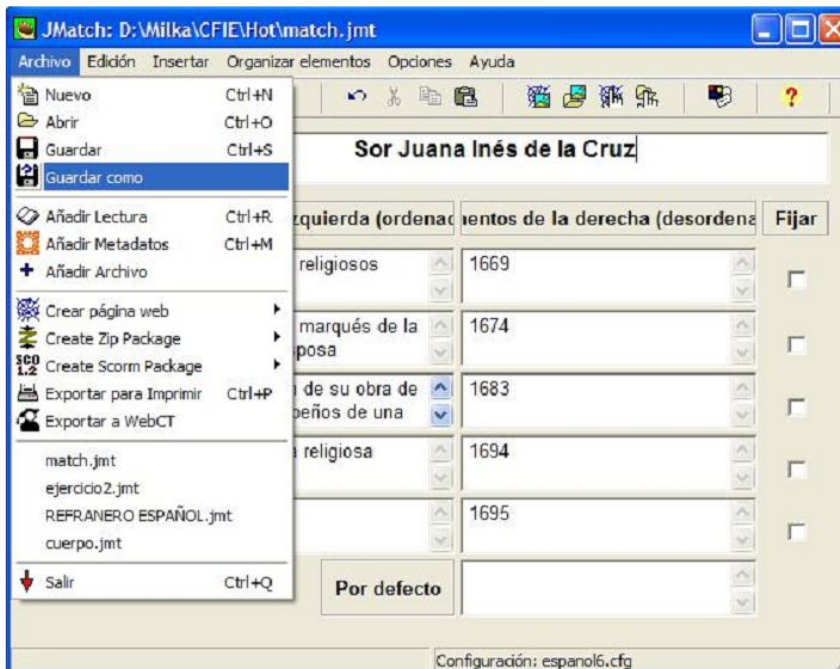 JMatch: D:\Milka\CFIE\Hot\match.jmt
Archivo Edición Insertar Organizar elementos Opciones Ayuda
Nuevo Ctrl+N
Abrir Ctrl+O
Guardar Ctrl+S
Guardar como
Añadir Lectura Ctrl+R
Añadir Metadatos Ctrl+M
Añadir Archivo
Crear página web
Create Zip Package
SCO 1.2 Create Scorm Package
Exportar para Imprimir Ctrl+P
Exportar a WebCT
match.jmt
ejercicio2.jmt
REFRANERO ESPAÑOL.jmt
cuerpo.jmt
Salir Ctrl+Q
?
Sor Juana Inés de la Cruz
zquierda (ordenad entos de la derecha (desordena Fijar
religiosos 1669
marqués de la 1674
posa
de su obra de 1683
peños de una
religiosa 1694
1695
Por defecto
Configuración: espanol6.cfg